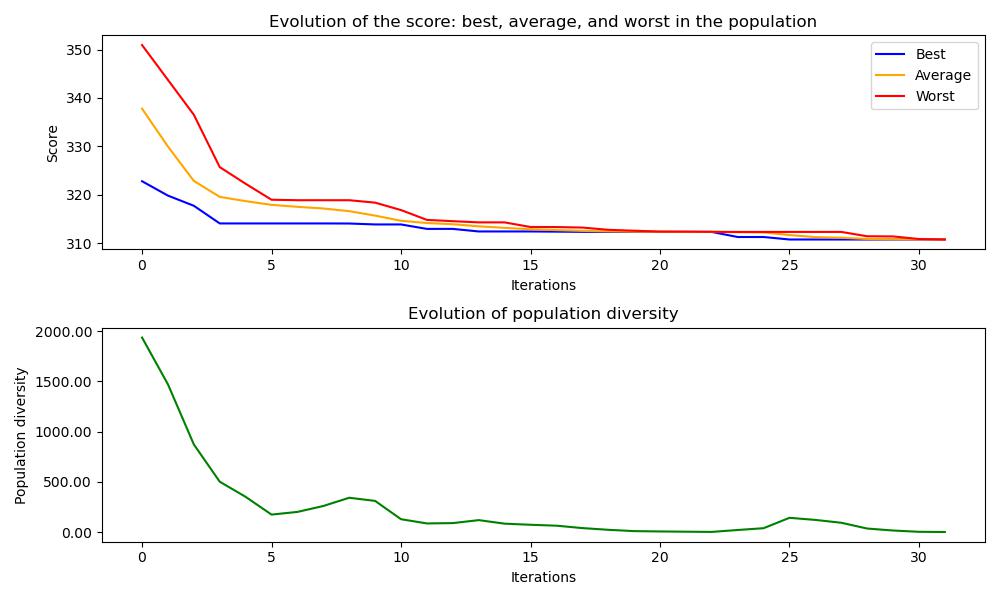 Evolution of the score: best, average, and worst in the population
350
340
330
320
310
Score
Best
Average
Worst
0 5 10 15 20 25 30
Iterations
Evolution of population diversity
2000.00
1500.00
1000.00
500.00
0.00
Population diversity
0 5 10 15 20 25 30
Iterations